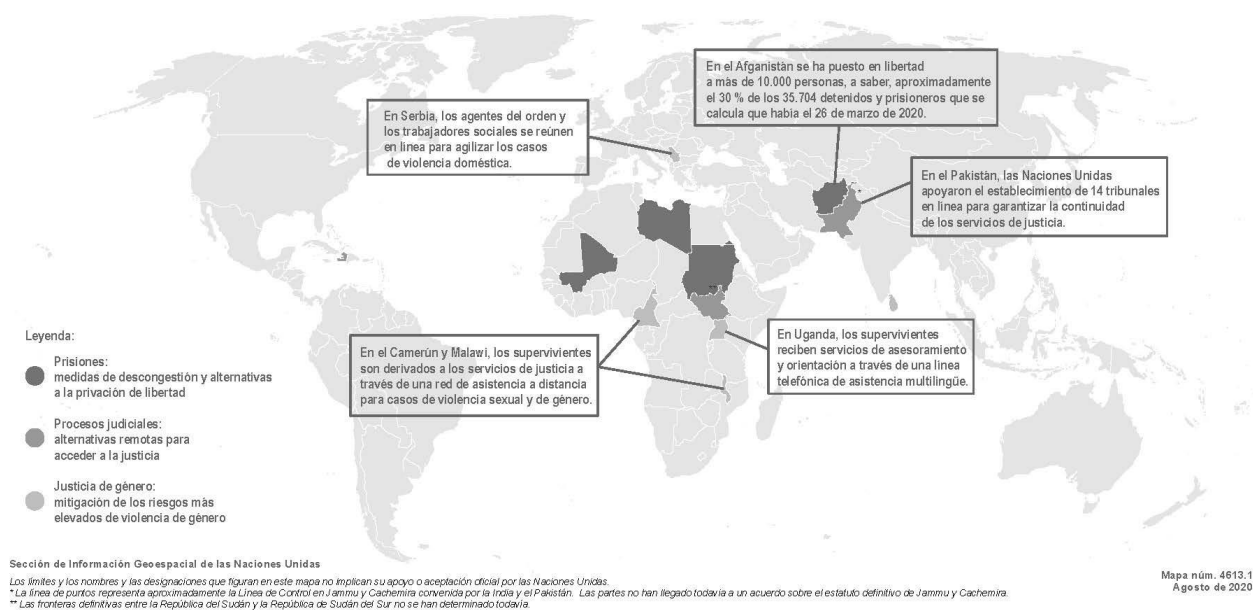 En el Afganistán se ha puesto en libertad
a más de 10.000 personas, a saber, aproximadamente
el 30 % de los 35.704 detenidos y prisioneros que se
calcula que había el 26 de marzo de 2020.
En Serbia, los agentes del orden y
los trabajadores sociales se reúnen
en línea para agilizar los casos
de violencia doméstica.
En el Pakistán, las Naciones Unidas
apoyaron el establecimiento de 14 tribunales
en línea para garantizar la continuidad
de los servicios de justicia.
En el Camerún y Malawi, los supervivientes
son derivados a los servicios de justicia a
través de una red de asistencia a distancia
para casos de violencia sexual y de género.
En Uganda, los supervivientes
reciben servicios de asesoramiento
y orientación a través de una línea
telefónica de asistencia multilingüe.
Leyenda:
Prisiones:
medidas de descongestión y alternativas
a la privación de libertad
Procesos judiciales:
alternativas remotas para
acceder a la justicia
Justicia de género:
mitigación de los riesgos más
elevados de violencia de género
Sección de Información Geoespacial de las Naciones Unidas
Los límites y los nombres y las designaciones que figuran en este mapa no implican su apoyo o aceptación oficial por las Naciones Unidas.
* La línea de puntos representa aproximadamente la Línea de Control en Jammu y Cachemira convenida por la India y el Pakistán. Las partes no han llegado todavía a un acuerdo sobre el estatuto definitivo de Jammu y Cachemira.
** Las fronteras definitivas entre la República del Sudán y la República de Sudán del Sur no se han determinado todavía.
Mapa núm. 4613.1
Agosto de 2020